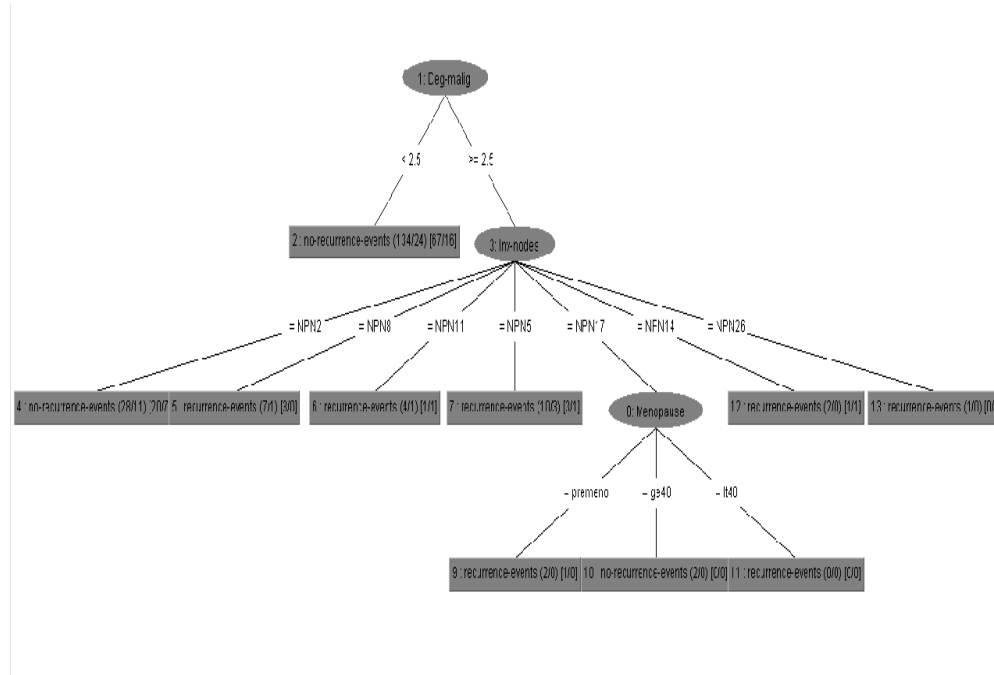 1: Deg-malig
< 2.5
>= 2.5
2 : no-recurrence-events (134/24) [67/16]
3: Inv-nodes
= NPN2
= NPN8
= NPN11
= NPN5
= NPN17
= NPN14
= NPN26
4 : no-recurrence-events (28/11) [20/7
5 : recurrence-events (7/1) [3/0]
6 : recurrence-events (4/1) [1/1]
7 : recurrence-events (10/3) [3/1]
8: Menopause
12 : recurrence-events (2/0) [1/1]
13 : recurrence-events (1/0) [0/
= premeno
= ge40
= lt40
9 : recurrence-events (2/0) [1/0]
10 : no-recurrence-events (2/0) [0/0]
11 : recurrence-events (0/0) [0/0]